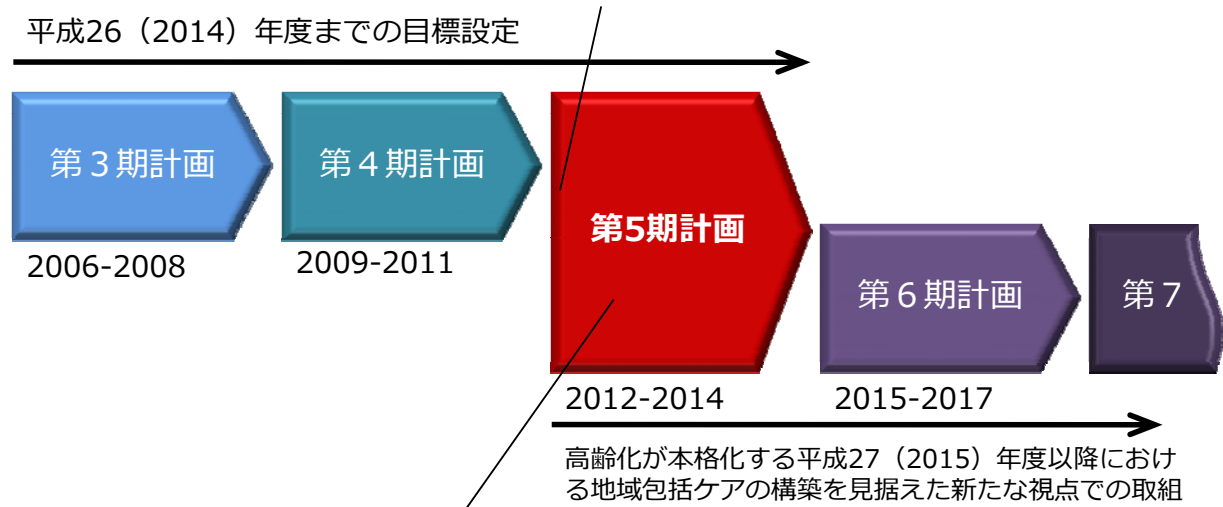 平成26（2014）年度までの目標設定
第３期計画
第４期計画
第5期計画
2006-2008
2009-2011
第６期計画
第７
2012-2014
2015-2017
高齢化が本格化する平成27（2015）年度以降におけ
る地域包括ケアの構築を見据えた新たな視点での取組